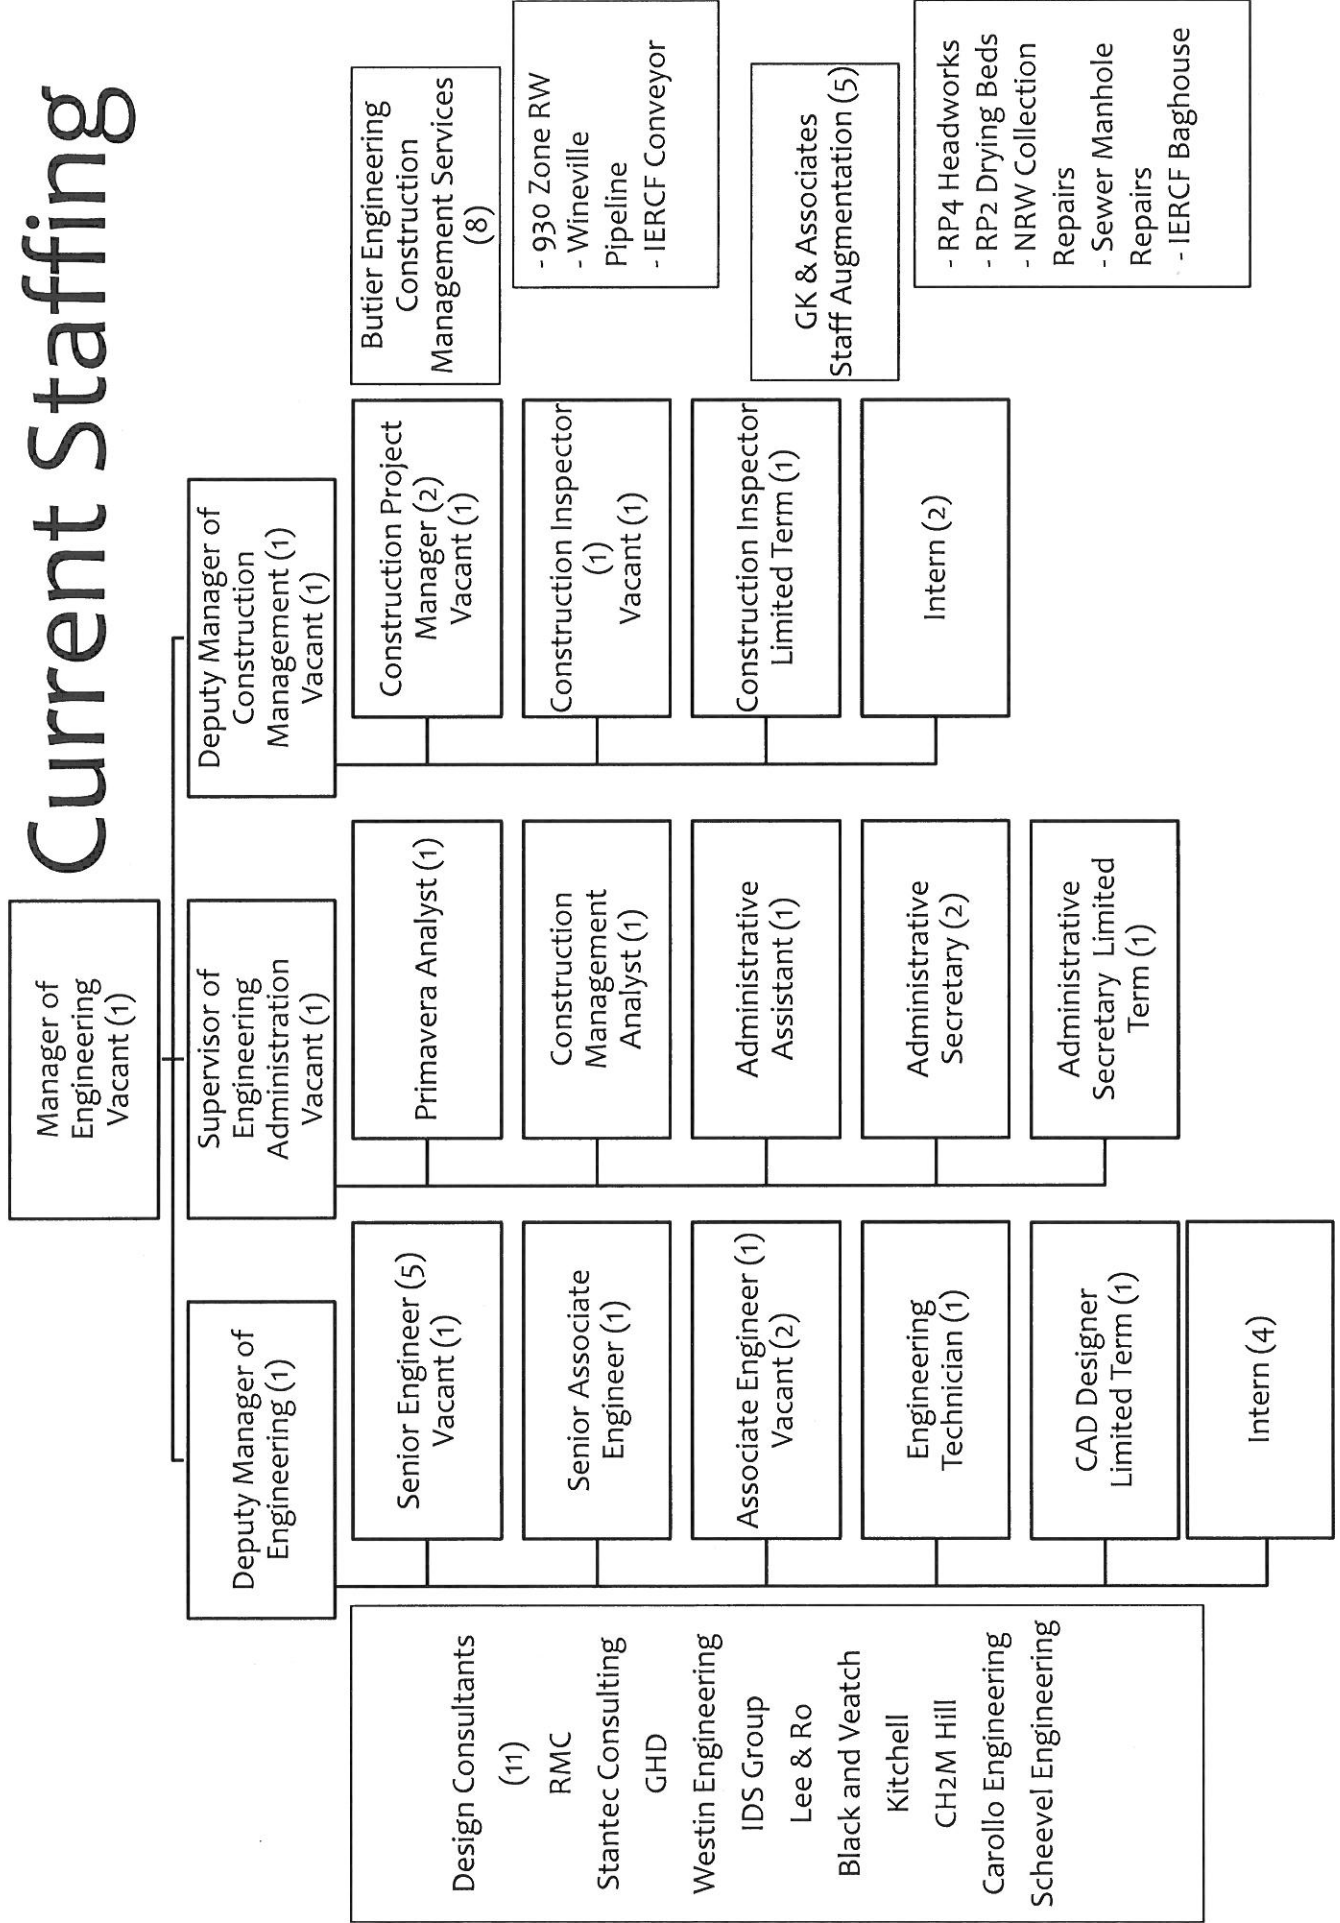 Current Staffing
Manager of
Engineering
Vacant (1)
Deputy Manager of
Engineering (1)
Supervisor of
Engineering
Administration
Vacant (1)
Deputy Manager of
Construction
Management (1)
Vacant (1)
Design Consultants
(11)
RMC
Stantec Consulting
GHD
Westin Engineering
IDS Group
Lee & Ro
Black and Veatch
Kitchell
CH2M Hill
Carollo Engineering
Scheevel Engineering
Senior Engineer (5)
Vacant (1)
Senior Associate
Engineer (1)
Associate Engineer (1)
Vacant (2)
Engineering
Technician (1)
CAD Designer
Limited Term (1)
Intern (4)
Primavera Analyst (1)
Construction
Management
Analyst (1)
Administrative
Assistant (1)
Administrative
Secretary (2)
Administrative
Secretary Limited
Term (1)
Construction Project
Manager (2)
Vacant (1)
Construction Inspector
(1)
Vacant (1)
Construction Inspector
Limited Term (1)
Intern (2)
Butier Engineering
Construction
Management Services
(8)
- 930 Zone RW
- Wineville
Pipeline
- IERCF Conveyor
GK & Associates
Staff Augmentation (5)
- RP4 Headworks
- RP2 Drying Beds
- NRW Collection
Repairs
- Sewer Manhole
Repairs
- IERCF Baghouse